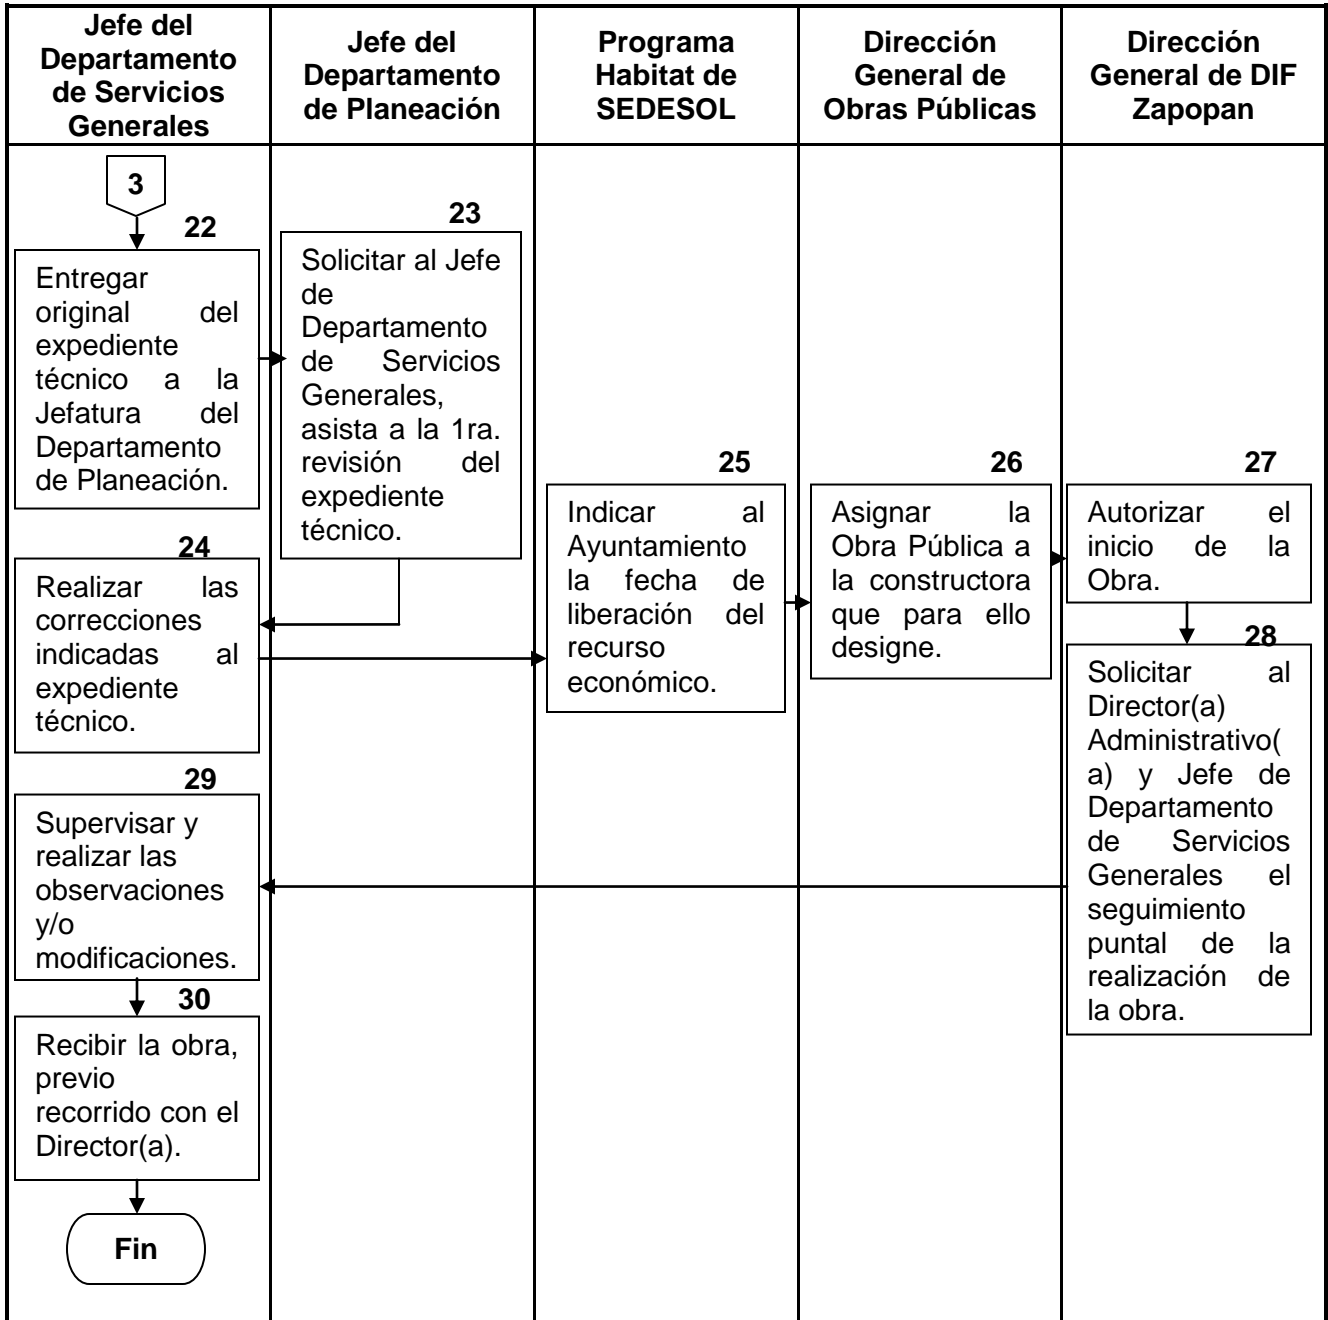 Jefe del
Departamento
de Servicios
Generales
Jefe del
Departamento
de Planeación
Programa
Habitat de
SEDESOL
Dirección
General de
Obras Públicas
Dirección
General de DIF
Zapopan
3
22
Entregar
original del
expediente
técnico a la
Jefatura del
Departamento
de Planeación.
23
Solicitar al Jefe
de
Departamento
de Servicios
Generales,
asista a la 1ra.
revisión del
expediente
técnico.
24
Realizar las
correcciones
indicadas al
expediente
técnico.
25
Indicar al
Ayuntamiento
la fecha de
liberación del
recurso
económico.
26
Asignar la
Obra Pública a
la constructora
que para ello
designe.
27
Autorizar el
inicio de la
Obra.
28
Solicitar al
Director(a)
Administrativo(
a) y Jefe de
Departamento
de Servicios
Generales el
seguimiento
puntal de la
realización de
la obra.
29
Supervisar y
realizar las
observaciones
y/o
modificaciones.
30
Recibir la obra,
previo
recorrido con el
Director(a).
Fin